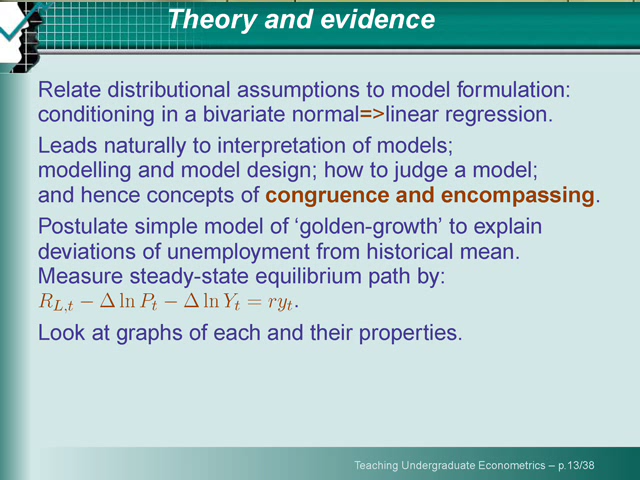 Theory and evidence
Relate distributional assumptions to model formulation:
conditioning in a bivariate normal=>linear regression.
Leads naturally to interpretation of models;
modelling and model design; how to judge a model;
and hence concepts of congruence and encompassing.
Postulate simple model of ‘golden-growth’ to explain
deviations of unemployment from historical mean.
Measure steady-state equilibrium path by:
R_{L,t} − Δ ln P_t − Δ ln Y_t = ry_t.
Look at graphs of each and their properties.
Teaching Undergraduate Econometrics – p.13/38